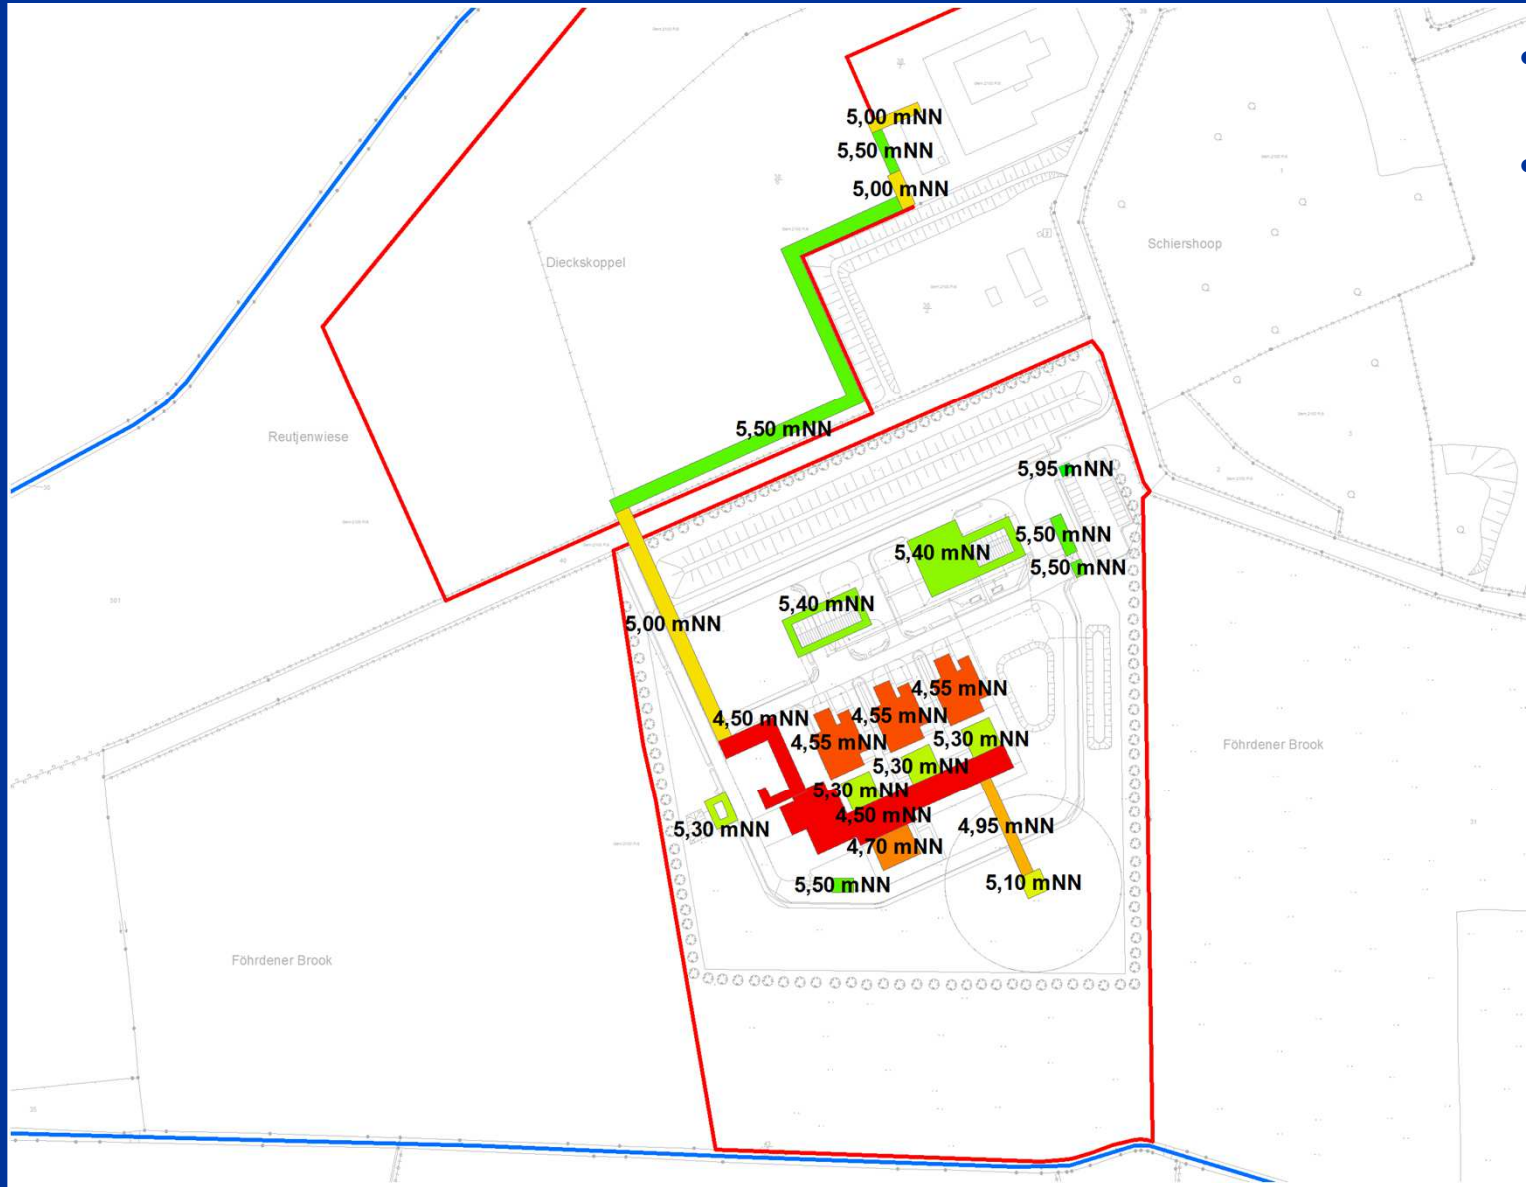 5,00 mNN
5,50 mNN
5,00 mNN
Schiershoop
Dieckskoppel
5,50 mNN
Reutjenwiese
5,95 mNN
5,50 mNN
5,40 mNN
5,50 mNN
5,40 mNN
5,00 mNN
4,55 mNN
4,50 mNN
4,55 mNN
4,55 mNN
5,30 mNN
Föhrdener Brook
5,30 mNN
5,30 mNN
4,50 mNN
4,95 mNN
5,30 mNN
4,70 mNN
5,10 mNN
5,50 mNN
Föhrdener Brook